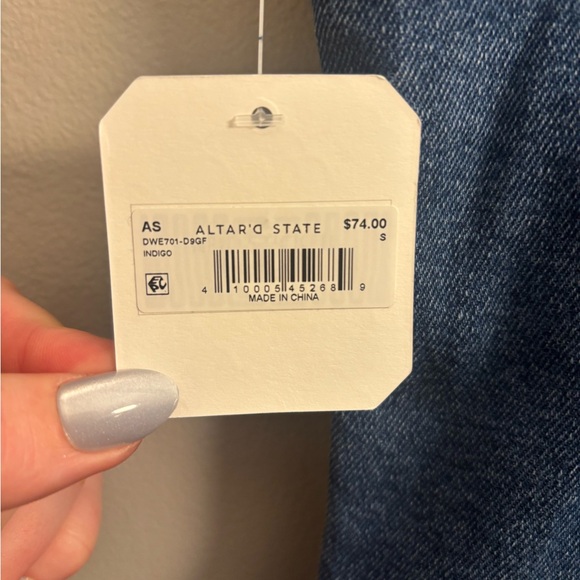 AS ALTAR'D STATE $74.00
DWE701-D9GF S
INDIGO
4 10005 45268 9
MADE IN CHINA